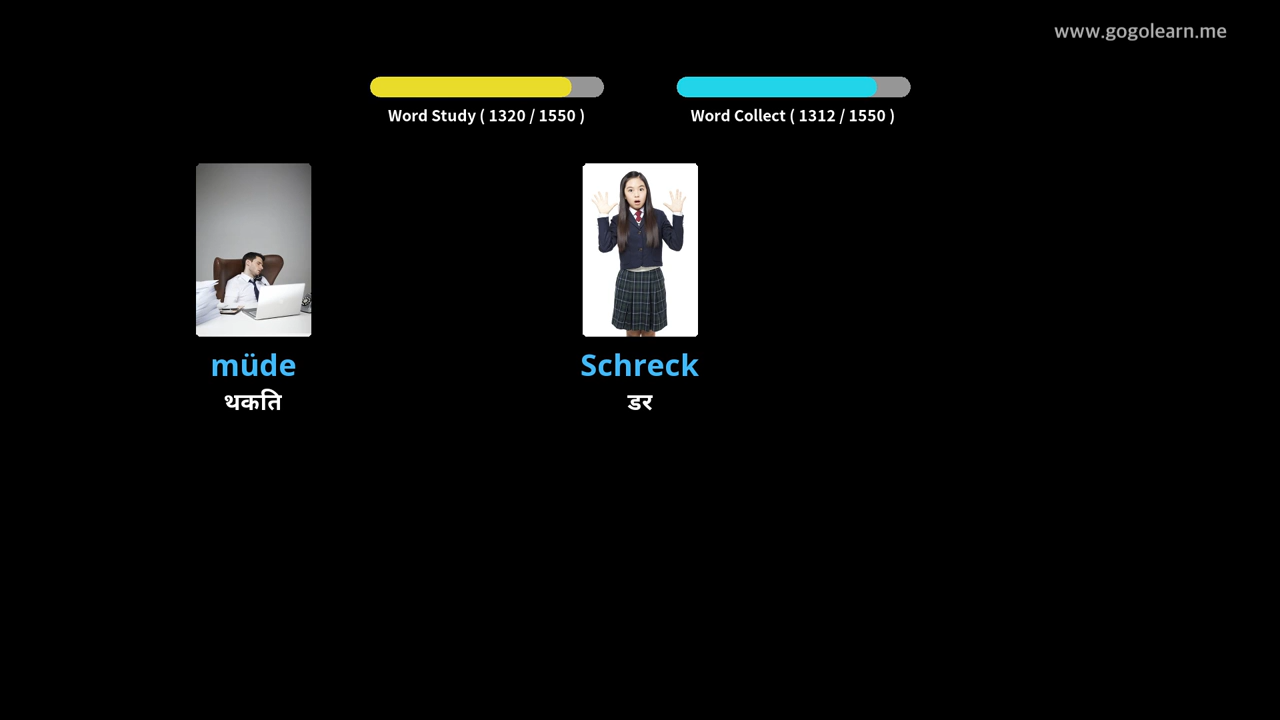 www.gogolearn.me
Word Study ( 1320 / 1550 )
Word Collect ( 1312 / 1550 )
müde
Schreck
थकति
डर